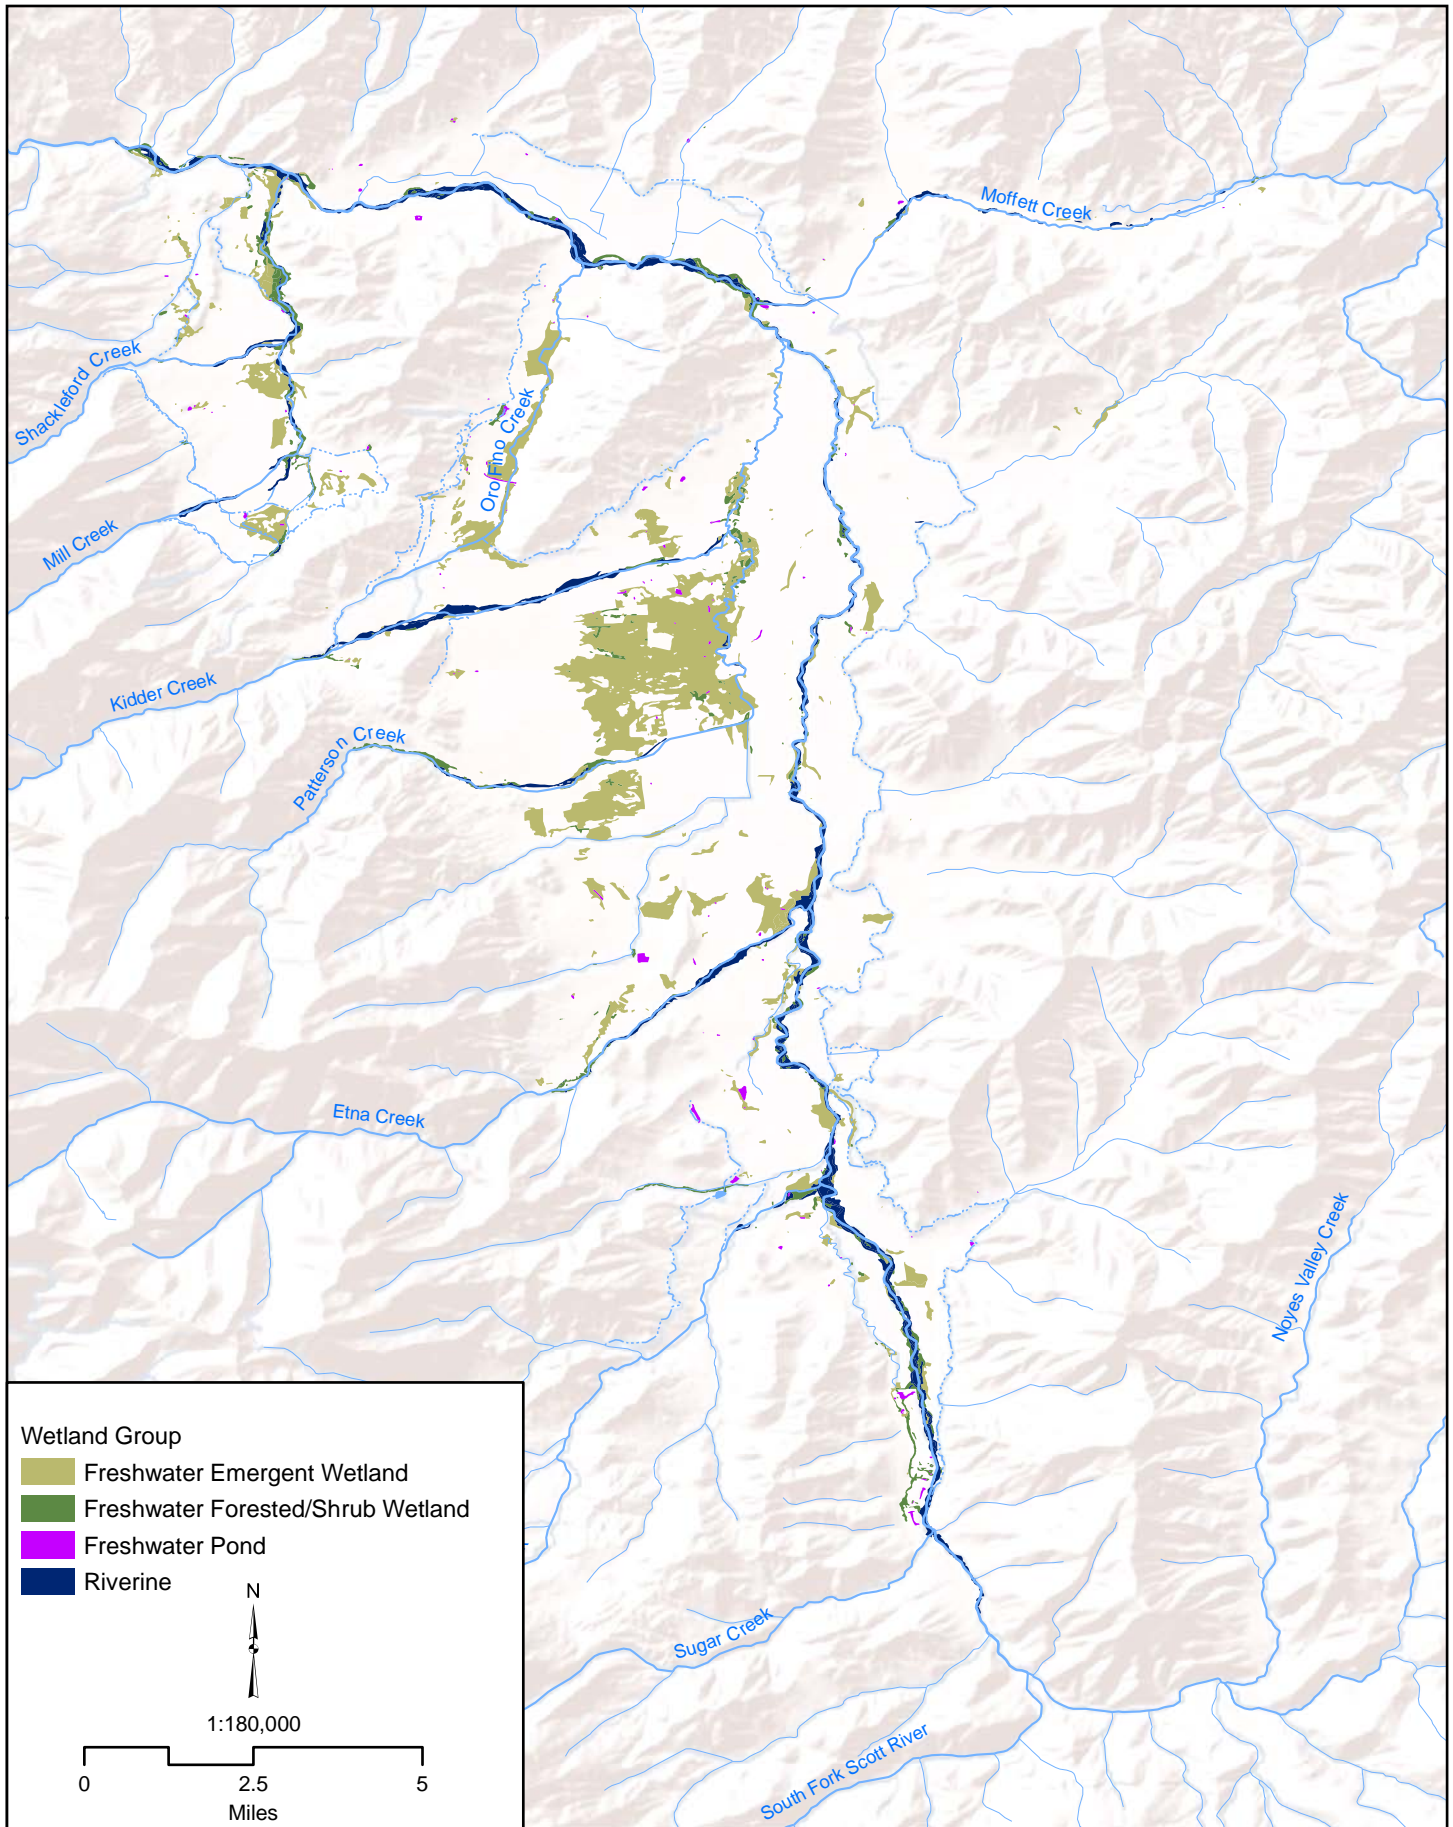 Moffett Creek
Shackleford Creek
Oro Fino Creek
Mill Creek
Kidder Creek
Patterson Creek
Etna Creek
Noyes Valley Creek
Wetland Group
Freshwater Emergent Wetland
Freshwater Forested/Shrub Wetland
Freshwater Pond
Riverine
N
1:180,000
0 2.5 5
Miles
Sugar Creek
South Fork Scott River